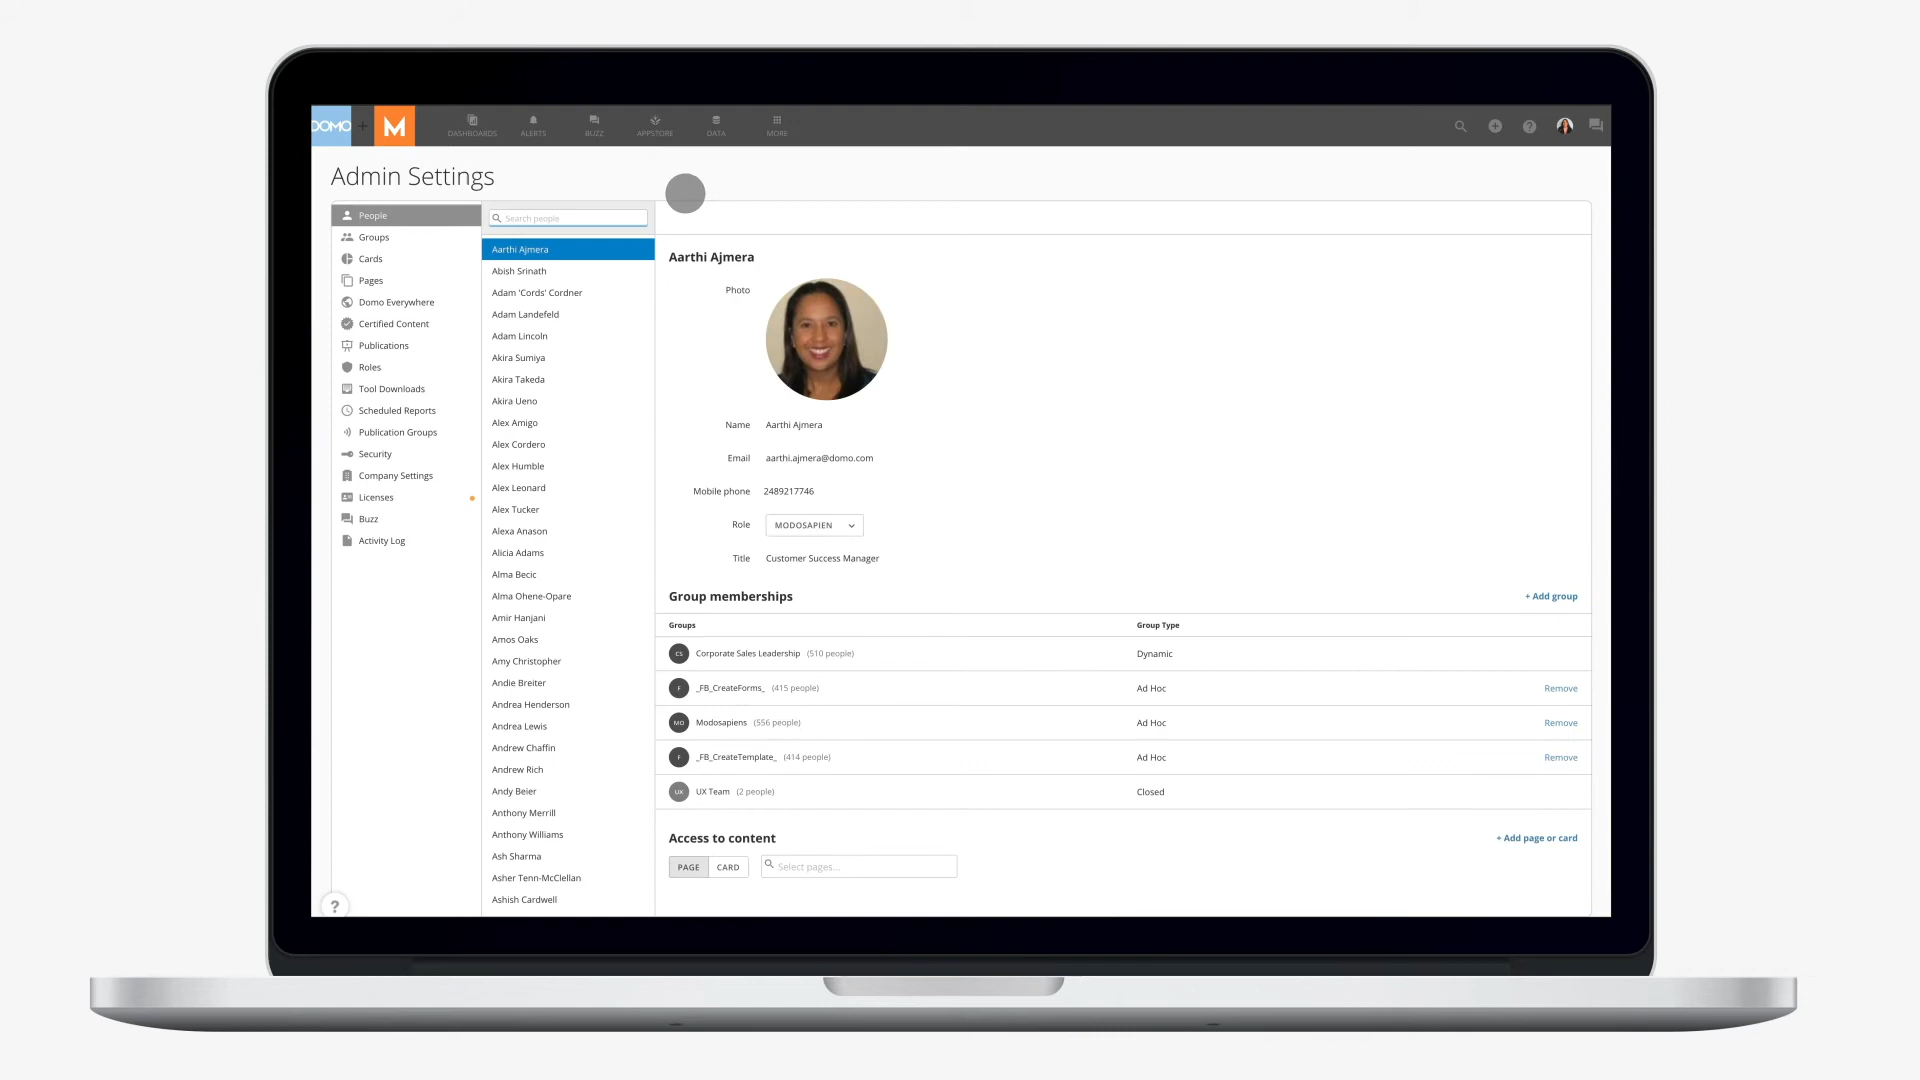 DOMO + M
DASHBOARDS ALERTS BUZZ APPSTORE DATA MORE
Admin Settings
People
Groups
Cards
Pages
Domo Everywhere
Certified Content
Publications
Roles
Tool Downloads
Scheduled Reports
Publication Groups
Security
Company Settings
Licenses
Buzz
Activity Log
?
Search people
Aarthi Ajmera
Abish Srinath
Adam 'Cords' Cordner
Adam Landefeld
Adam Lincoln
Akira Sumiya
Akira Takeda
Akira Ueno
Alex Amigo
Alex Cordero
Alex Humble
Alex Leonard
Alex Tucker
Alexa Anason
Alicia Adams
Alma Becic
Alma Ohene-Opare
Amir Hanjani
Amos Oaks
Amy Christopher
Andie Breiter
Andrea Henderson
Andrea Lewis
Andrew Chaffin
Andrew Rich
Andy Beier
Anthony Merrill
Anthony Williams
Ash Sharma
Asher Tenn-McClellan
Ashish Cardwell
Aarthi Ajmera
Photo
Name Aarthi Ajmera
Email aarthi.ajmera@domo.com
Mobile phone 2489217746
Role MODOSAPIEN
Title Customer Success Manager
Group memberships + Add group
Groups Group Type
CS Corporate Sales Leadership (510 people) Dynamic
F _FB_CreateForms_ (415 people) Ad Hoc Remove
MO Modosapiens (556 people) Ad Hoc Remove
F _FB_CreateTemplate_ (414 people) Ad Hoc Remove
UX UX Team (2 people) Closed
Access to content + Add page or card
PAGE CARD Select pages...